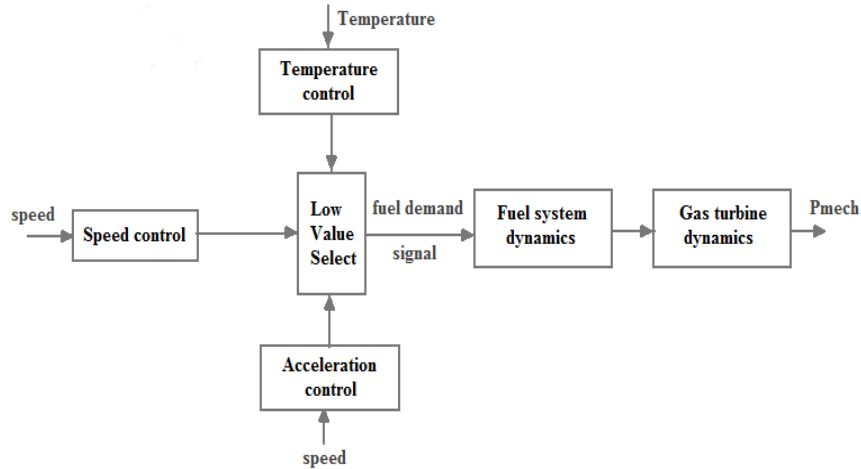 Temperature
Temperature
control
speed
Speed control
Low
Value
Select
fuel demand
signal
Fuel system
dynamics
Gas turbine
dynamics
Pmech
Acceleration
control
speed